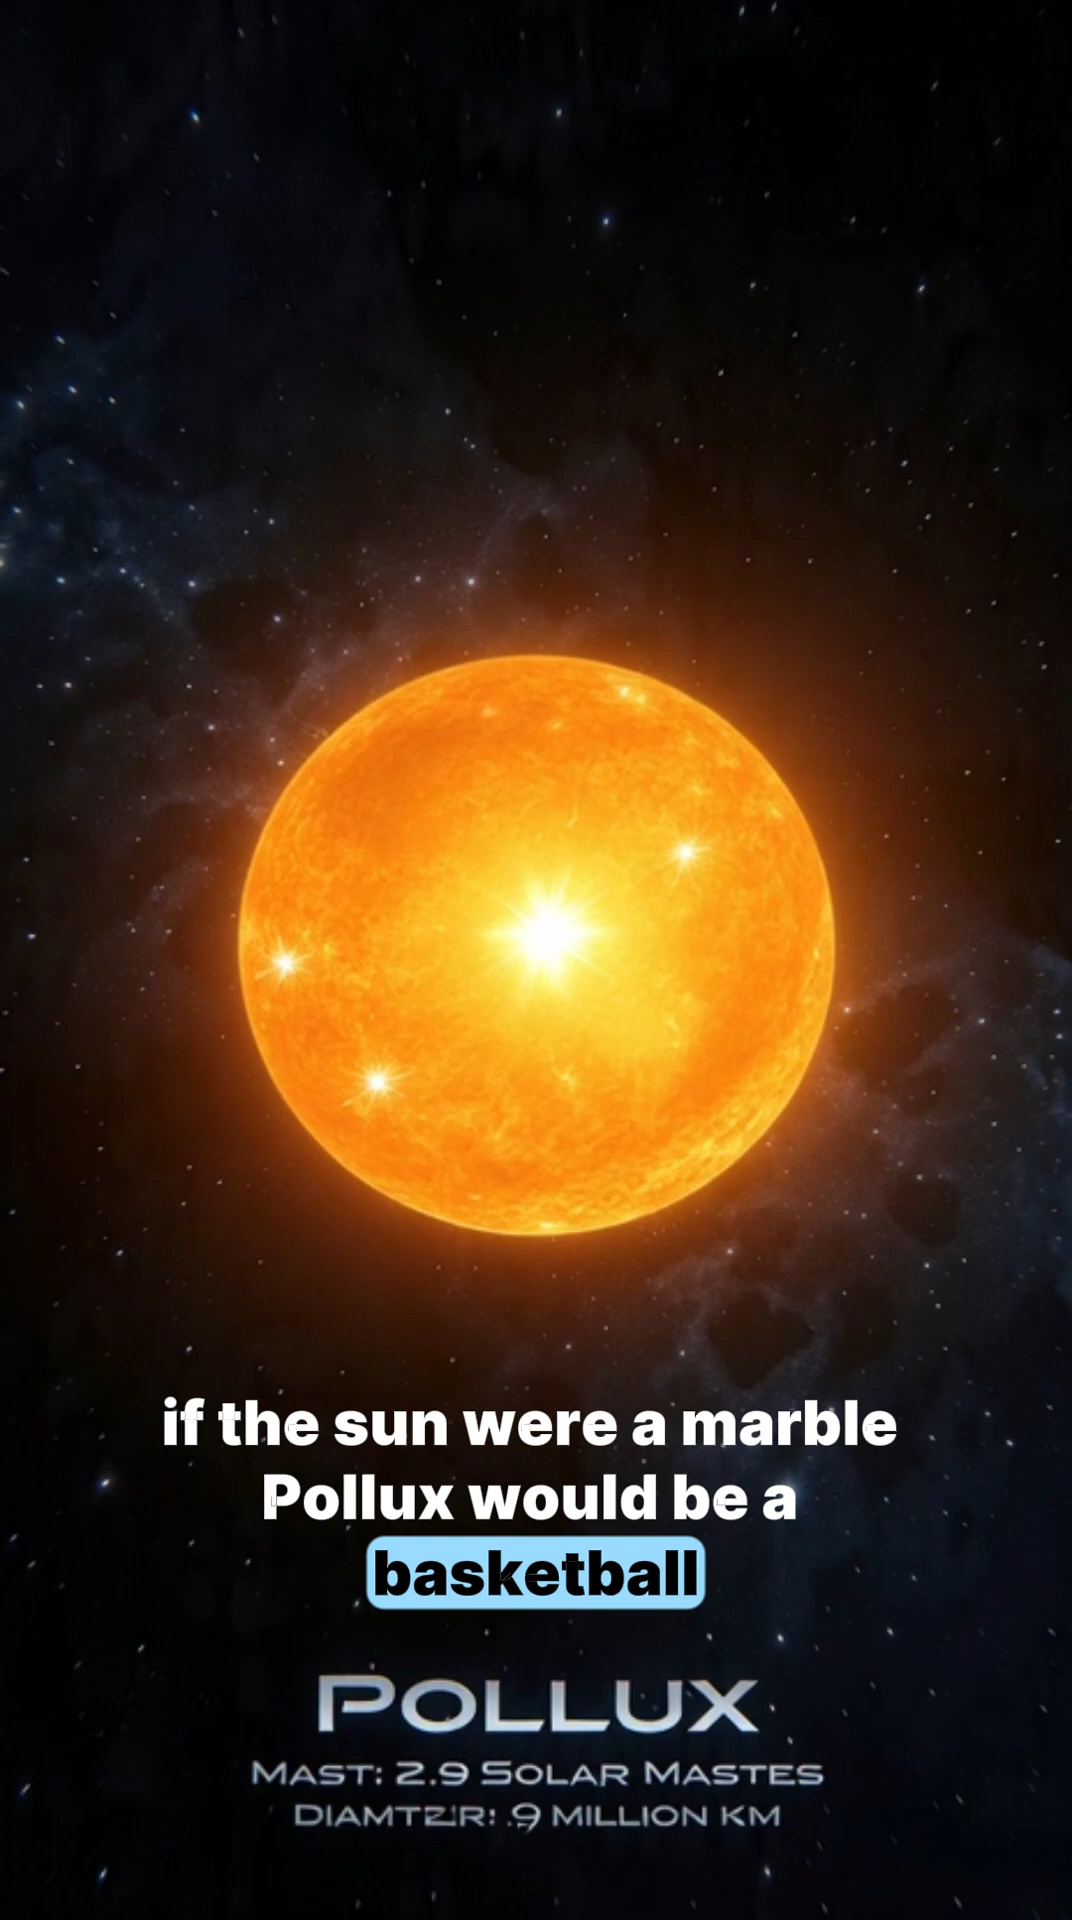 if the sun were a marble
Pollux would be a
basketball
POLLUX
MAST: 2.9 SOLAR MASTES
DIAMTZIR: .9 MILLION KM